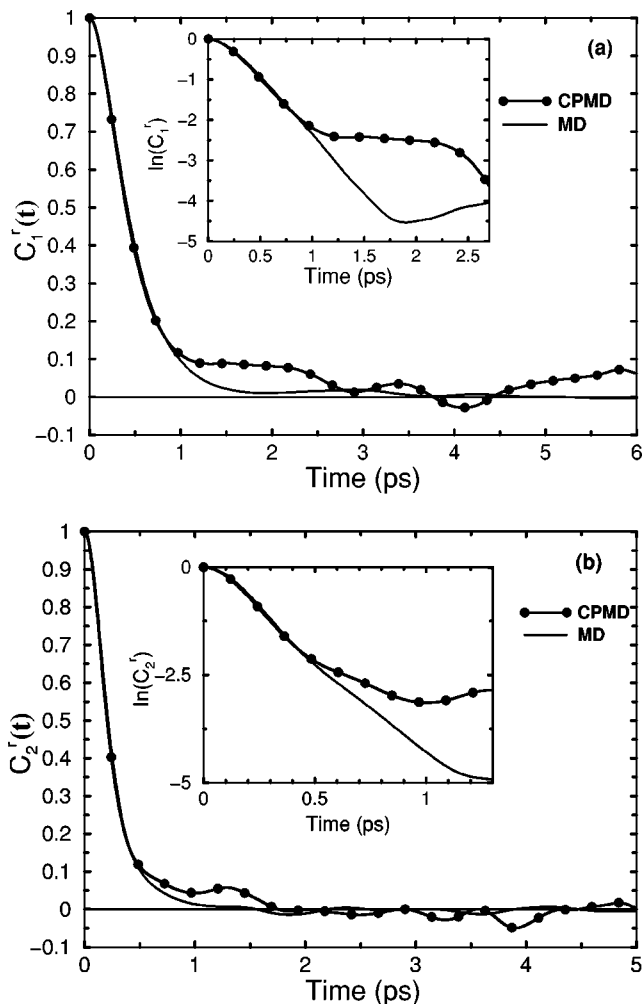 1
0.9
0.8
0.7
0.6
0.5
0.4
0.3
0.2
0.1
0
−0.1
C₁ʳ(t)
0 1 2 3 4 5 6
Time (ps)
(a)
CPMD
MD
0
−1
−2
−3
−4
−5
ln(C₁ʳ)
0 0.5 1 1.5 2 2.5
Time (ps)
1
0.9
0.8
0.7
0.6
0.5
0.4
0.3
0.2
0.1
0
−0.1
C₂ʳ(t)
0 1 2 3 4 5
Time (ps)
(b)
CPMD
MD
0
−2.5
−5
ln(C₂ʳ)
0 0.5 1
Time (ps)